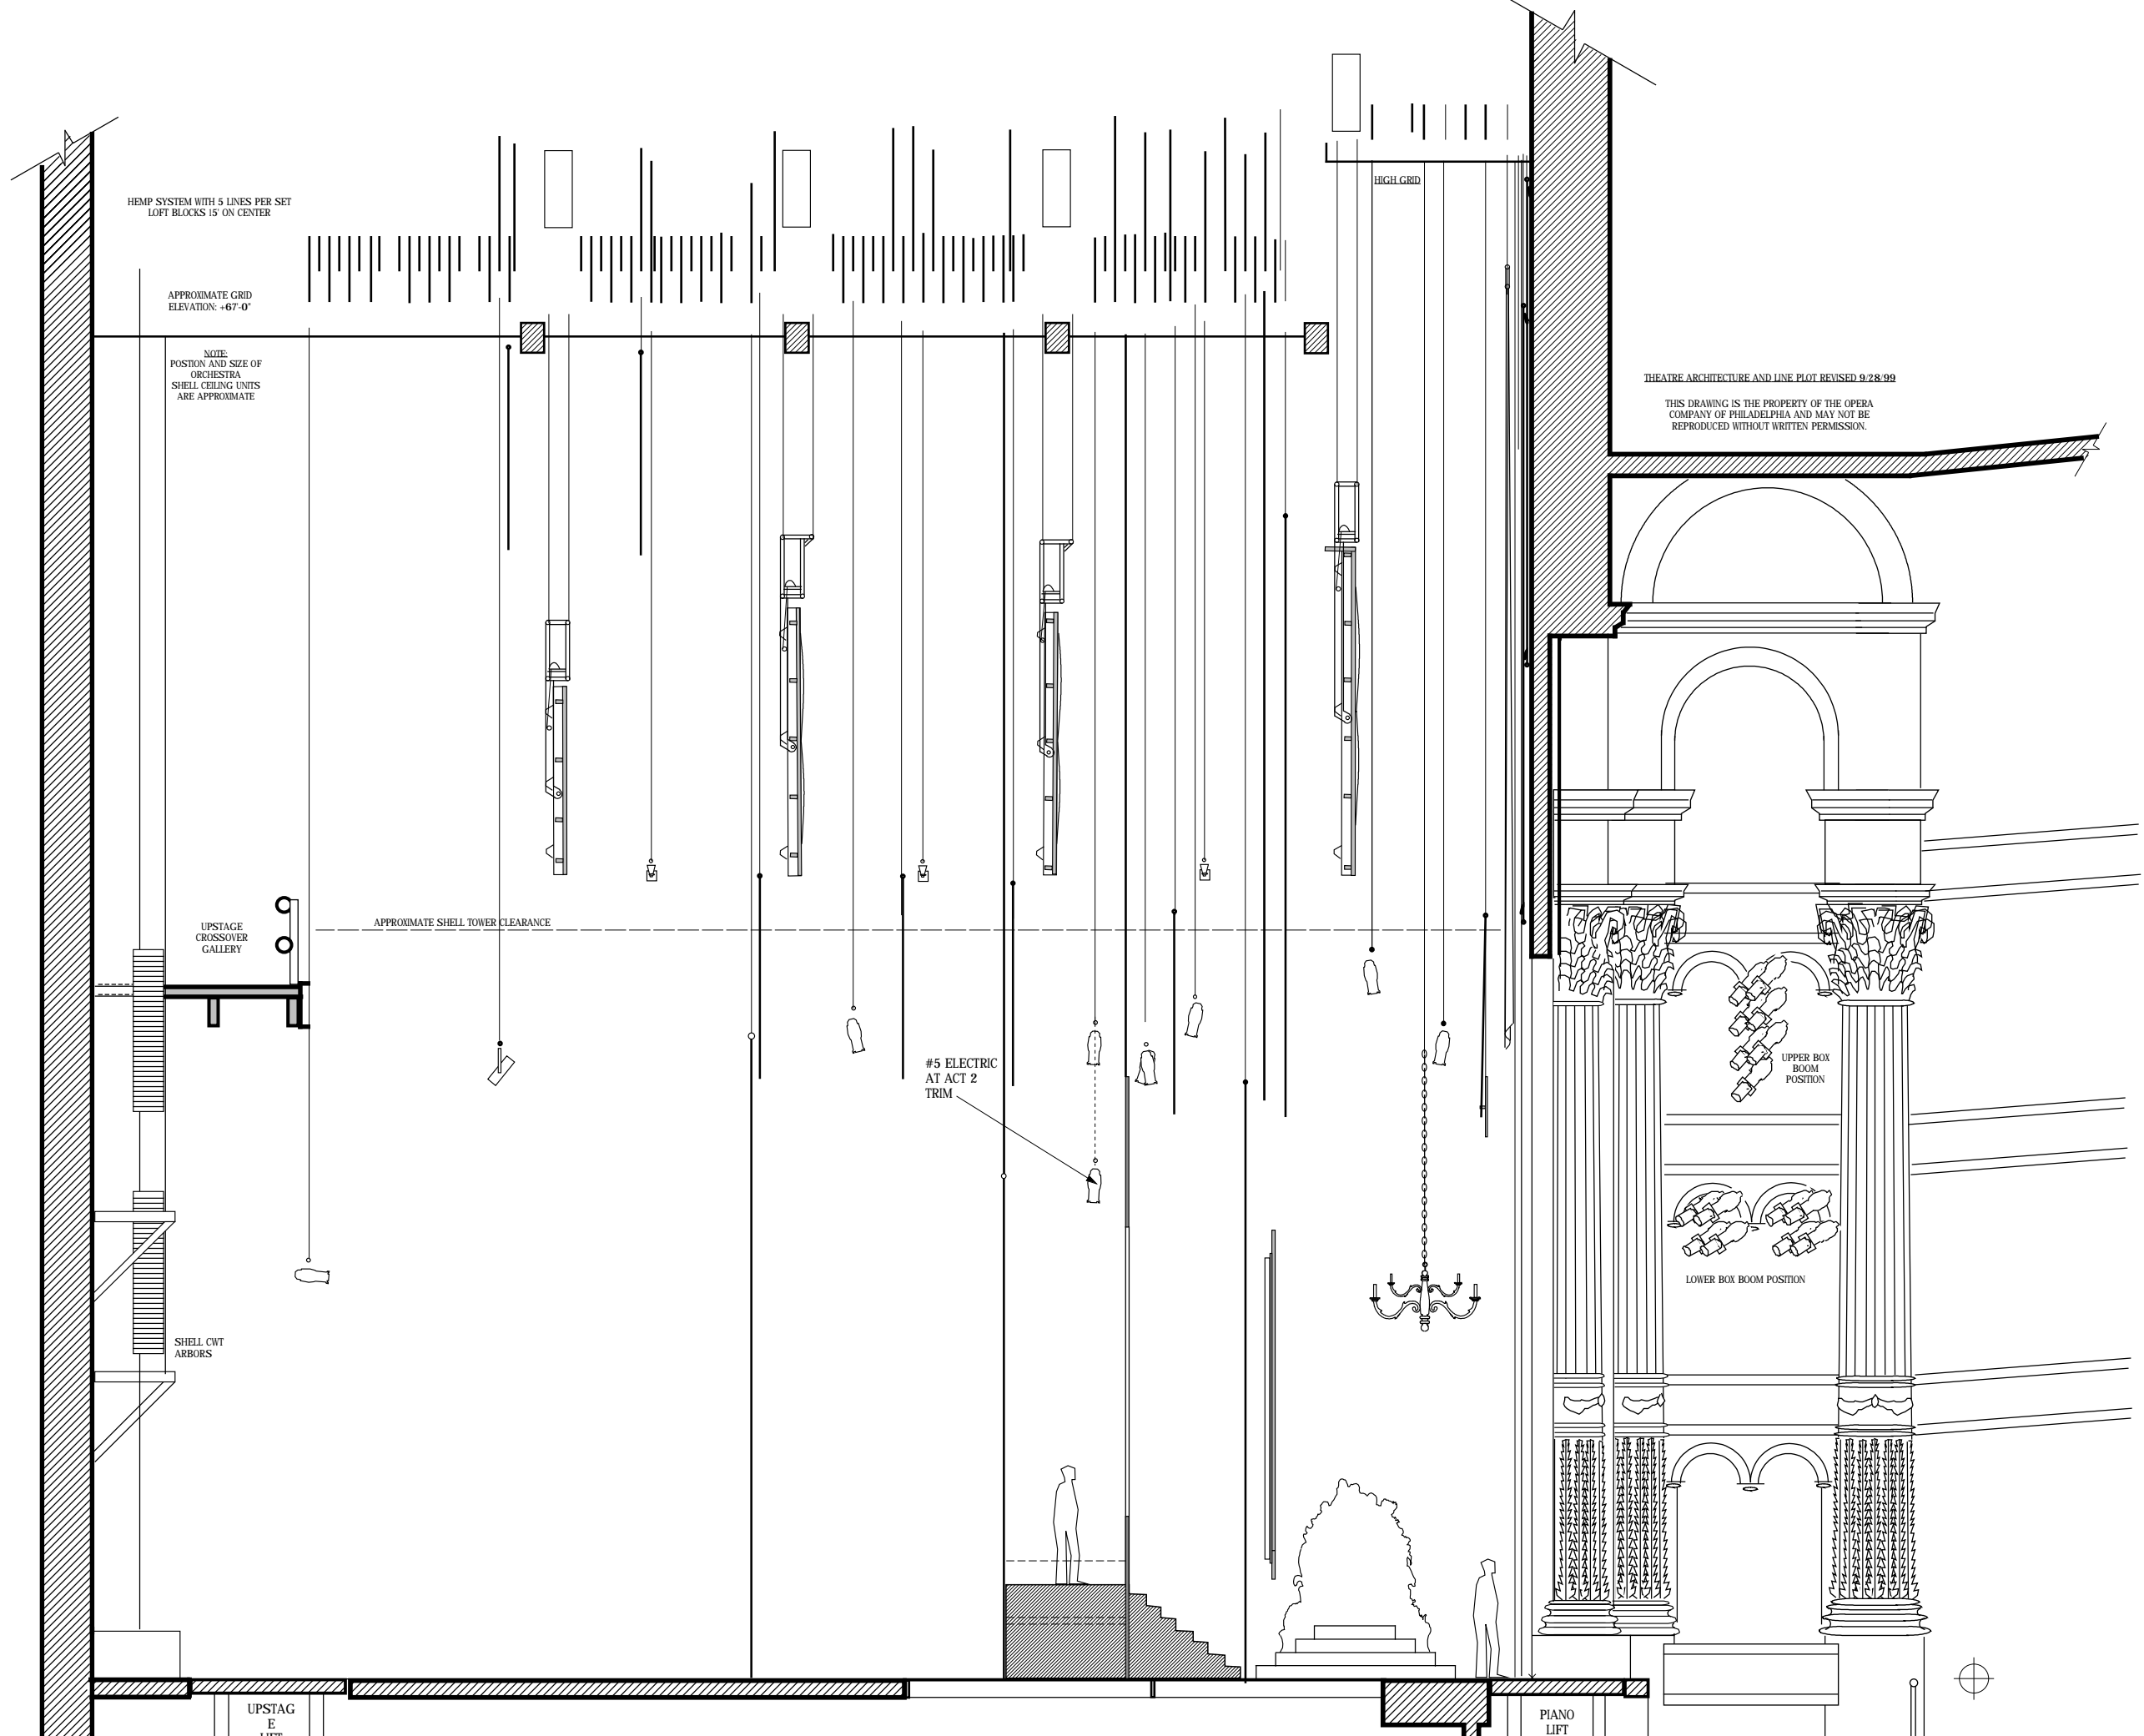 HEMP SYSTEM WITH 5 LINES PER SET
LOFT BLOCKS 15' ON CENTER
HIGH GRID
APPROXIMATE GRID
ELEVATION: +67'-0"
NOTE:
POSTION AND SIZE OF
ORCHESTRA
SHELL CEILING UNITS
ARE APPROXIMATE
THEATRE ARCHITECTURE AND LINE PLOT REVISED 9/28/99
THIS DRAWING IS THE PROPERTY OF THE OPERA
COMPANY OF PHILADELPHIA AND MAY NOT BE
REPRODUCED WITHOUT WRITTEN PERMISSION.
UPSTAGE
CROSSOVER
GALLERY
APPROXIMATE SHELL TOWER CLEARANCE
#5 ELECTRIC
AT ACT 2
TRIM
UPPER BOX
BOOM
POSITION
LOWER BOX BOOM POSITION
SHELL CWT
ARBORS
UPSTAG
E
LIFT
PIANO
LIFT